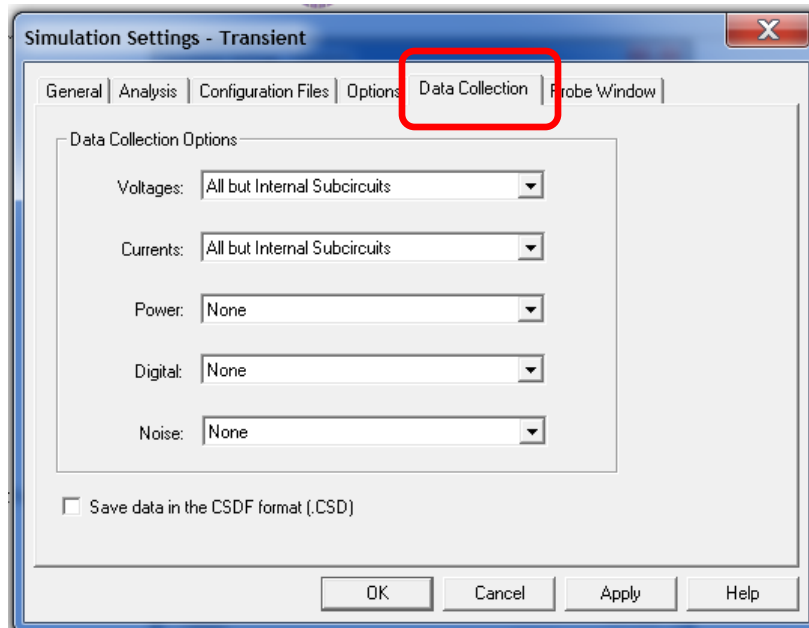 Simulation Settings - Transient
X
General Analysis Configuration Files Options Data Collection Probe Window
Data Collection Options
Voltages: All but Internal Subcircuits
Currents: All but Internal Subcircuits
Power: None
Digital: None
Noise: None
Save data in the CSDF format (.CSD)
OK Cancel Apply Help